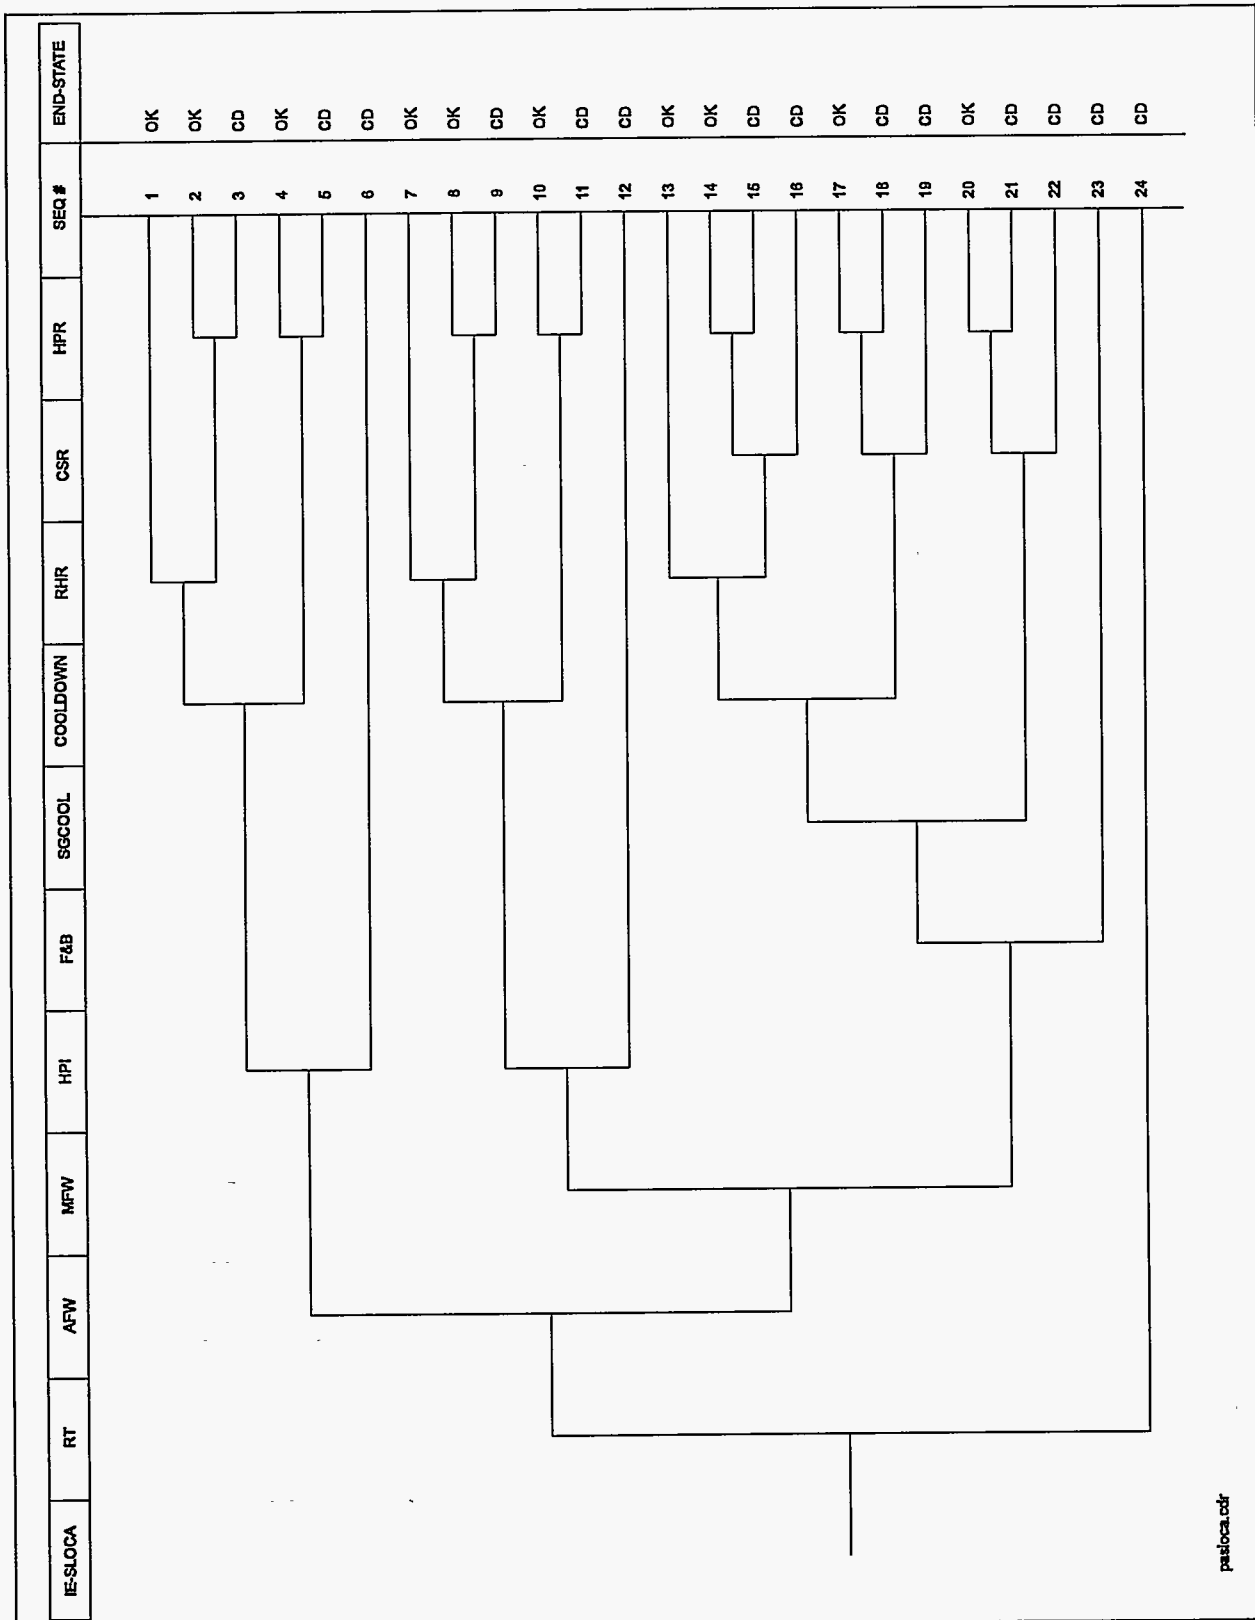 IE-SLOCA RT AFW MFW HPI F&B SGCOOL COOLDOWN RHR CSR HPR SEQ # END-STATE
1 OK
2 OK
3 CD
4 OK
5 CD
6 CD
7 OK
8 OK
9 CD
10 OK
11 CD
12 CD
13 OK
14 OK
15 CD
16 CD
17 OK
18 CD
19 CD
20 OK
21 CD
22 CD
23 CD
24 CD
pasloca.cdr